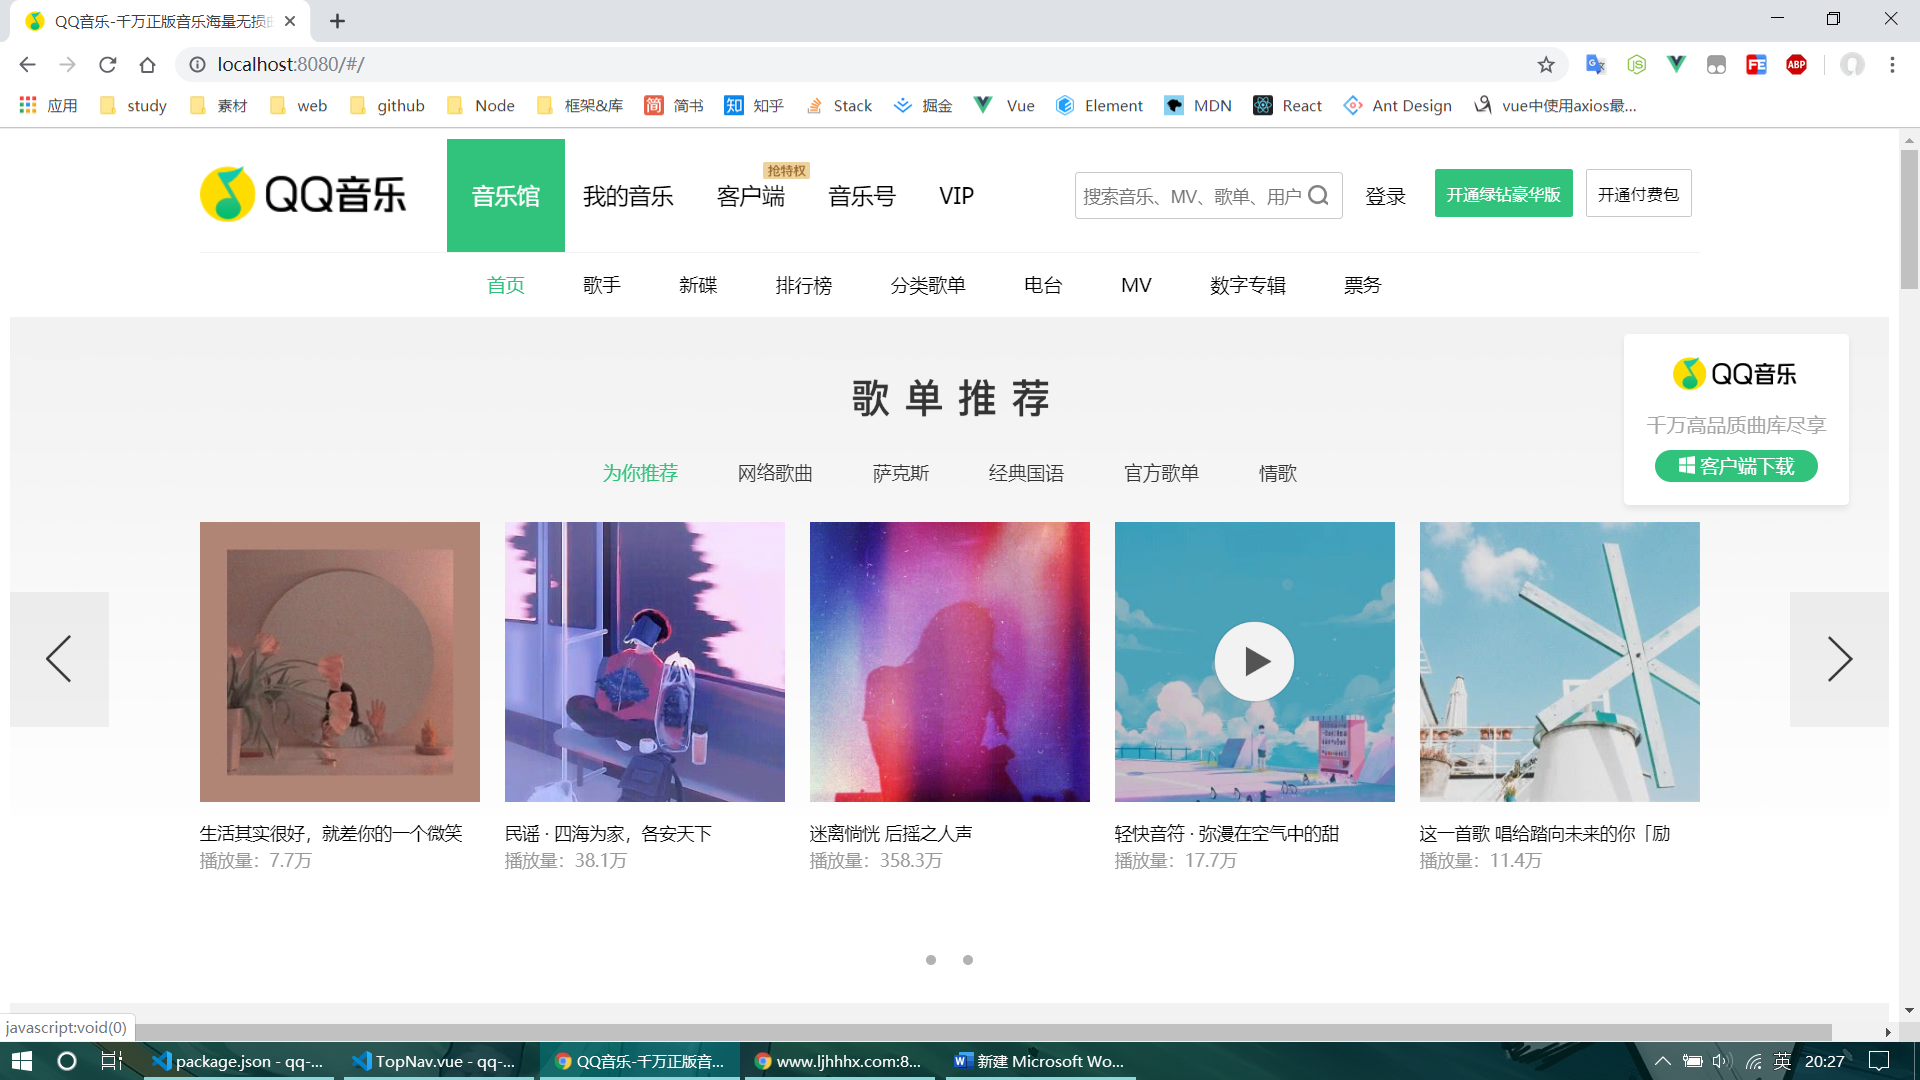 QQ音乐-千万正版音乐海量无损
localhost:8080/#/
应用 study 素材 web github Node 框架&库 简 简书 知 知乎 Stack 掘金 Vue Element MDN React Ant Design vue中使用axios最...
FE ABP
抢特权
QQ音乐 音乐馆 我的音乐 客户端 音乐号 VIP 搜索音乐、MV、歌单、用户 登录 开通绿钻豪华版 开通付费包
首页 歌手 新碟 排行榜 分类歌单 电台 MV 数字专辑 票务
歌单推荐
QQ音乐
千万高品质曲库尽享
客户端下载
为你推荐 网络歌曲 萨克斯 经典国语 官方歌单 情歌
生活其实很好，就差你的一个微笑
播放量：7.7万
民谣 · 四海为家，各安天下
播放量：38.1万
迷离惝恍 后摇之人声
播放量：358.3万
轻快音符 · 弥漫在空气中的甜
播放量：17.7万
这一首歌 唱给踏向未来的你「励
播放量：11.4万
javascript:void(0)
package.json - qq-... TopNav.vue - qq-... QQ音乐-千万正版音... www.ljhhhx.com:8... 新建 Microsoft Wo... 英 20:27